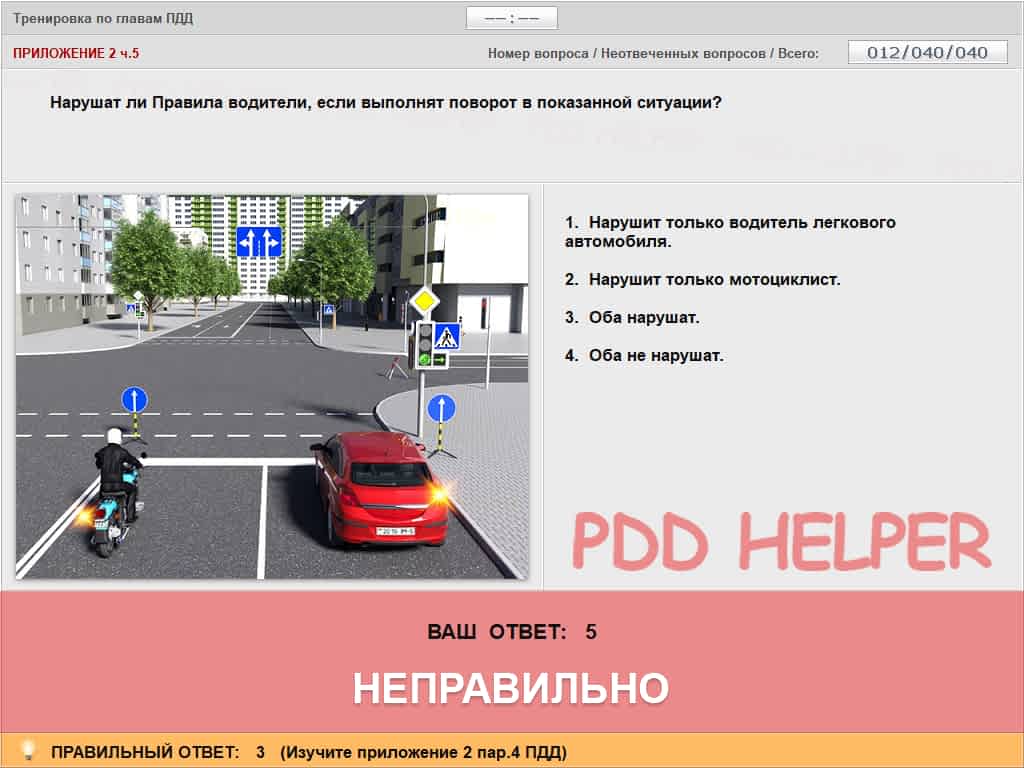 Тренировка по главам ПДД
—— : ——
ПРИЛОЖЕНИЕ 2 ч.5
Номер вопроса / Неотвеченных вопросов / Всего:
012/040/040
Нарушат ли Правила водители, если выполнят поворот в показанной ситуации?
1. Нарушит только водитель легкового
автомобиля.
2. Нарушит только мотоциклист.
3. Оба нарушат.
4. Оба не нарушат.
PDD HELPER
ВАШ ОТВЕТ: 5
НЕПРАВИЛЬНО
ПРАВИЛЬНЫЙ ОТВЕТ: 3 (Изучите приложение 2 пар.4 ПДД)